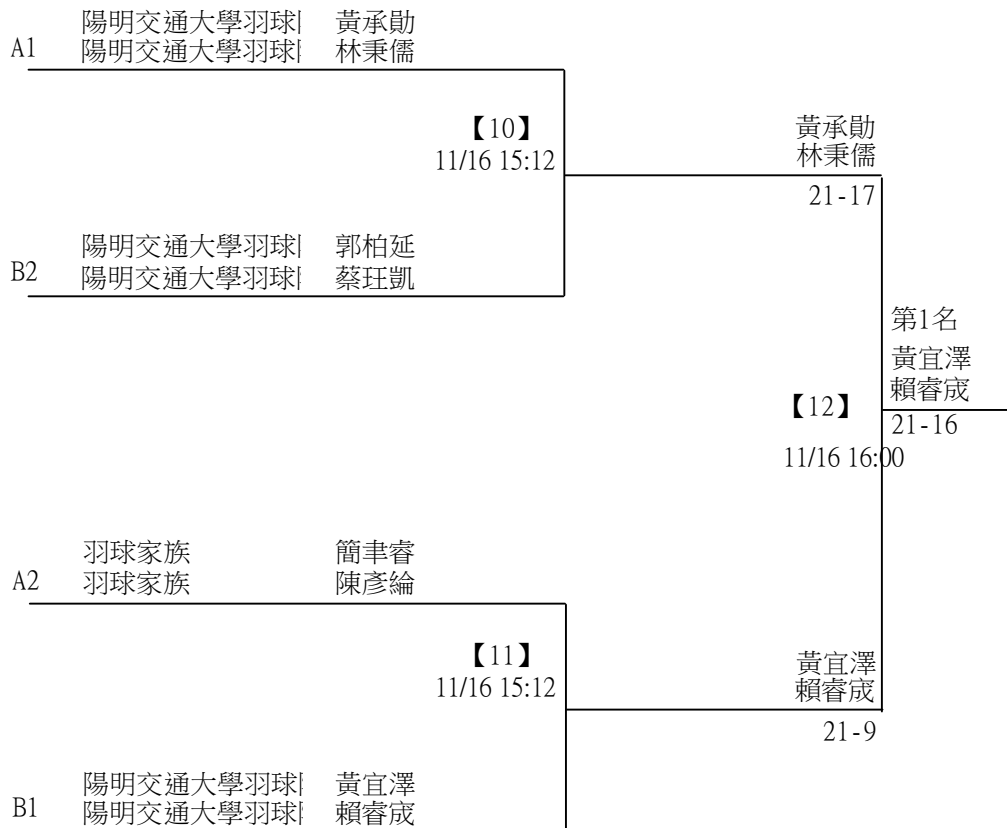 陽明交通大學羽球 黃承勛
A1 陽明交通大學羽球 林秉儒
【10】
11/16 15:12
黃承勛
林秉儒
21-17
陽明交通大學羽球 郭柏延
B2 陽明交通大學羽球 蔡玨凱
第1名
黃宜澤
賴睿宬
21-16
【12】
11/16 16:00
羽球家族 簡聿睿
A2 羽球家族 陳彥綸
【11】
11/16 15:12
黃宜澤
賴睿宬
21-9
陽明交通大學羽球 黃宜澤
B1 陽明交通大學羽球 賴睿宬